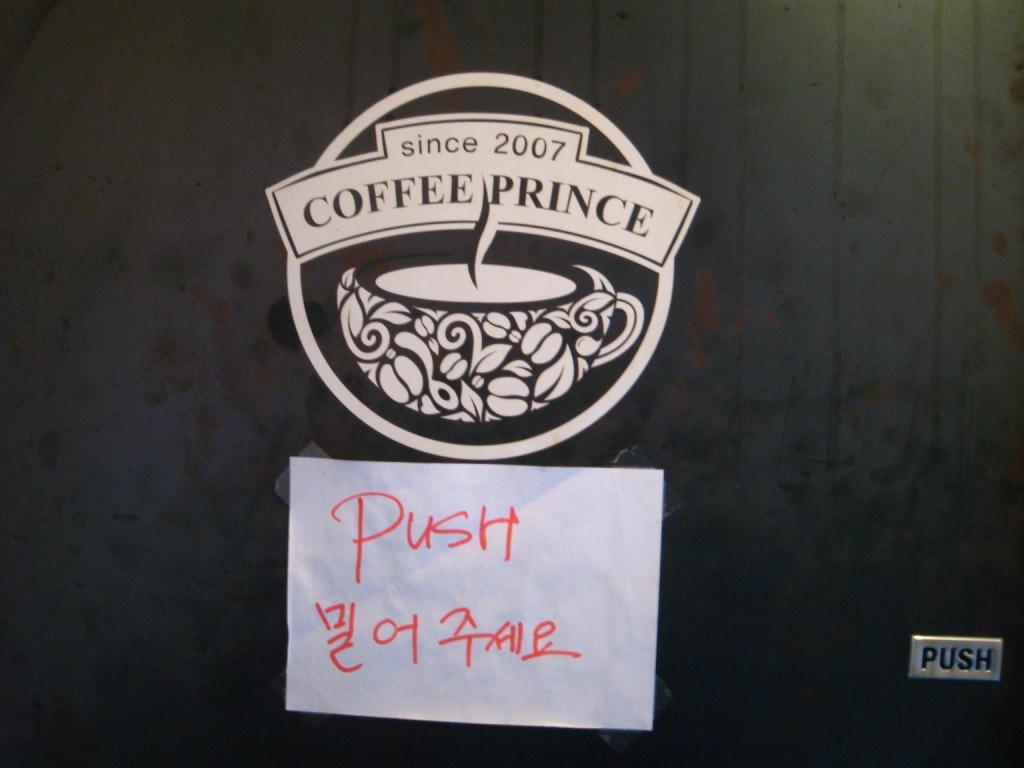 since 2007
COFFEE PRINCE
PUSH
밀어 주세요
PUSH